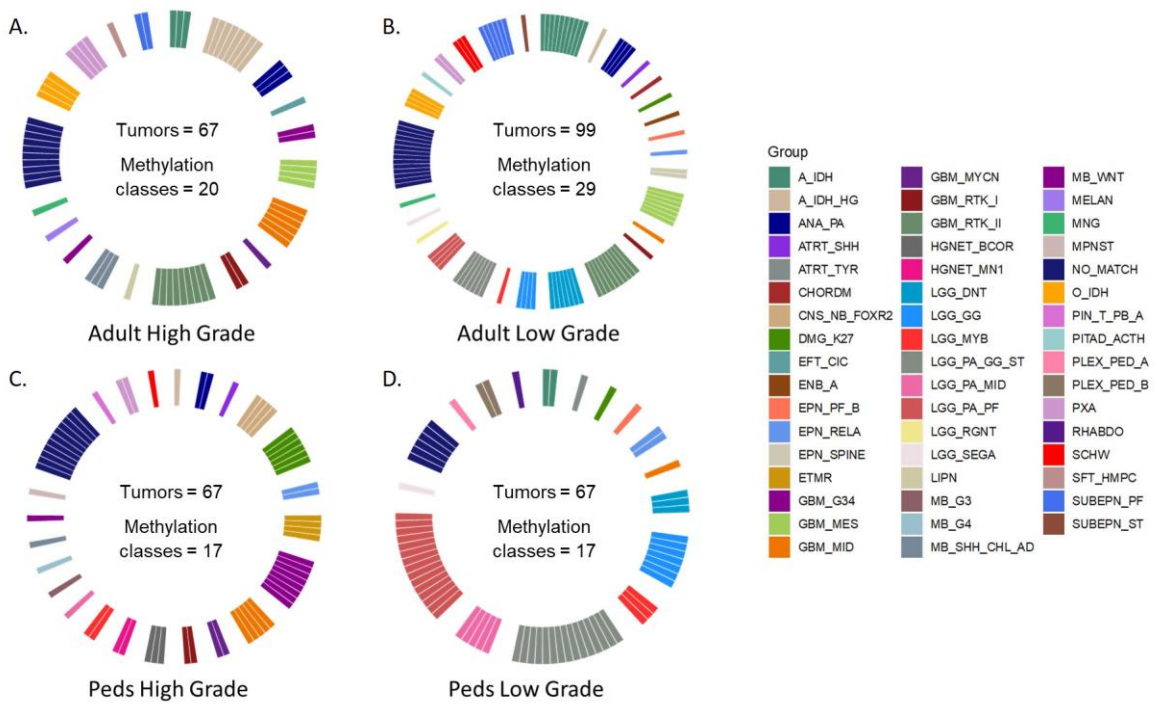 A.
Tumors = 67
Methylation
classes = 20
Adult High Grade
B.
Tumors = 99
Methylation
classes = 29
Adult Low Grade
C.
Tumors = 67
Methylation
classes = 17
Peds High Grade
D.
Tumors = 67
Methylation
classes = 17
Peds Low Grade
Group
A_IDH
A_IDH_HG
ANA_PA
ATRT_SHH
ATRT_TYR
CHORDM
CNS_NB_FOXR2
DMG_K27
EFT_CIC
ENB_A
EPN_PF_B
EPN_RELA
EPN_SPINE
ETMR
GBM_G34
GBM_MES
GBM_MID
GBM_MYCN
GBM_RTK_I
GBM_RTK_II
HGNET_BCOR
HGNET_MN1
LGG_DNT
LGG_GG
LGG_MYB
LGG_PA_GG_ST
LGG_PA_MID
LGG_PA_PF
LGG_RGNT
LGG_SEGA
LIPN
MB_G3
MB_G4
MB_SHH_CHL_AD
MB_WNT
MELAN
MNG
MPNST
NO_MATCH
O_IDH
PIN_T_PB_A
PITAD_ACTH
PLEX_PED_A
PLEX_PED_B
PXA
RHABDO
SCHW
SFT_HMPC
SUBEPN_PF
SUBEPN_ST